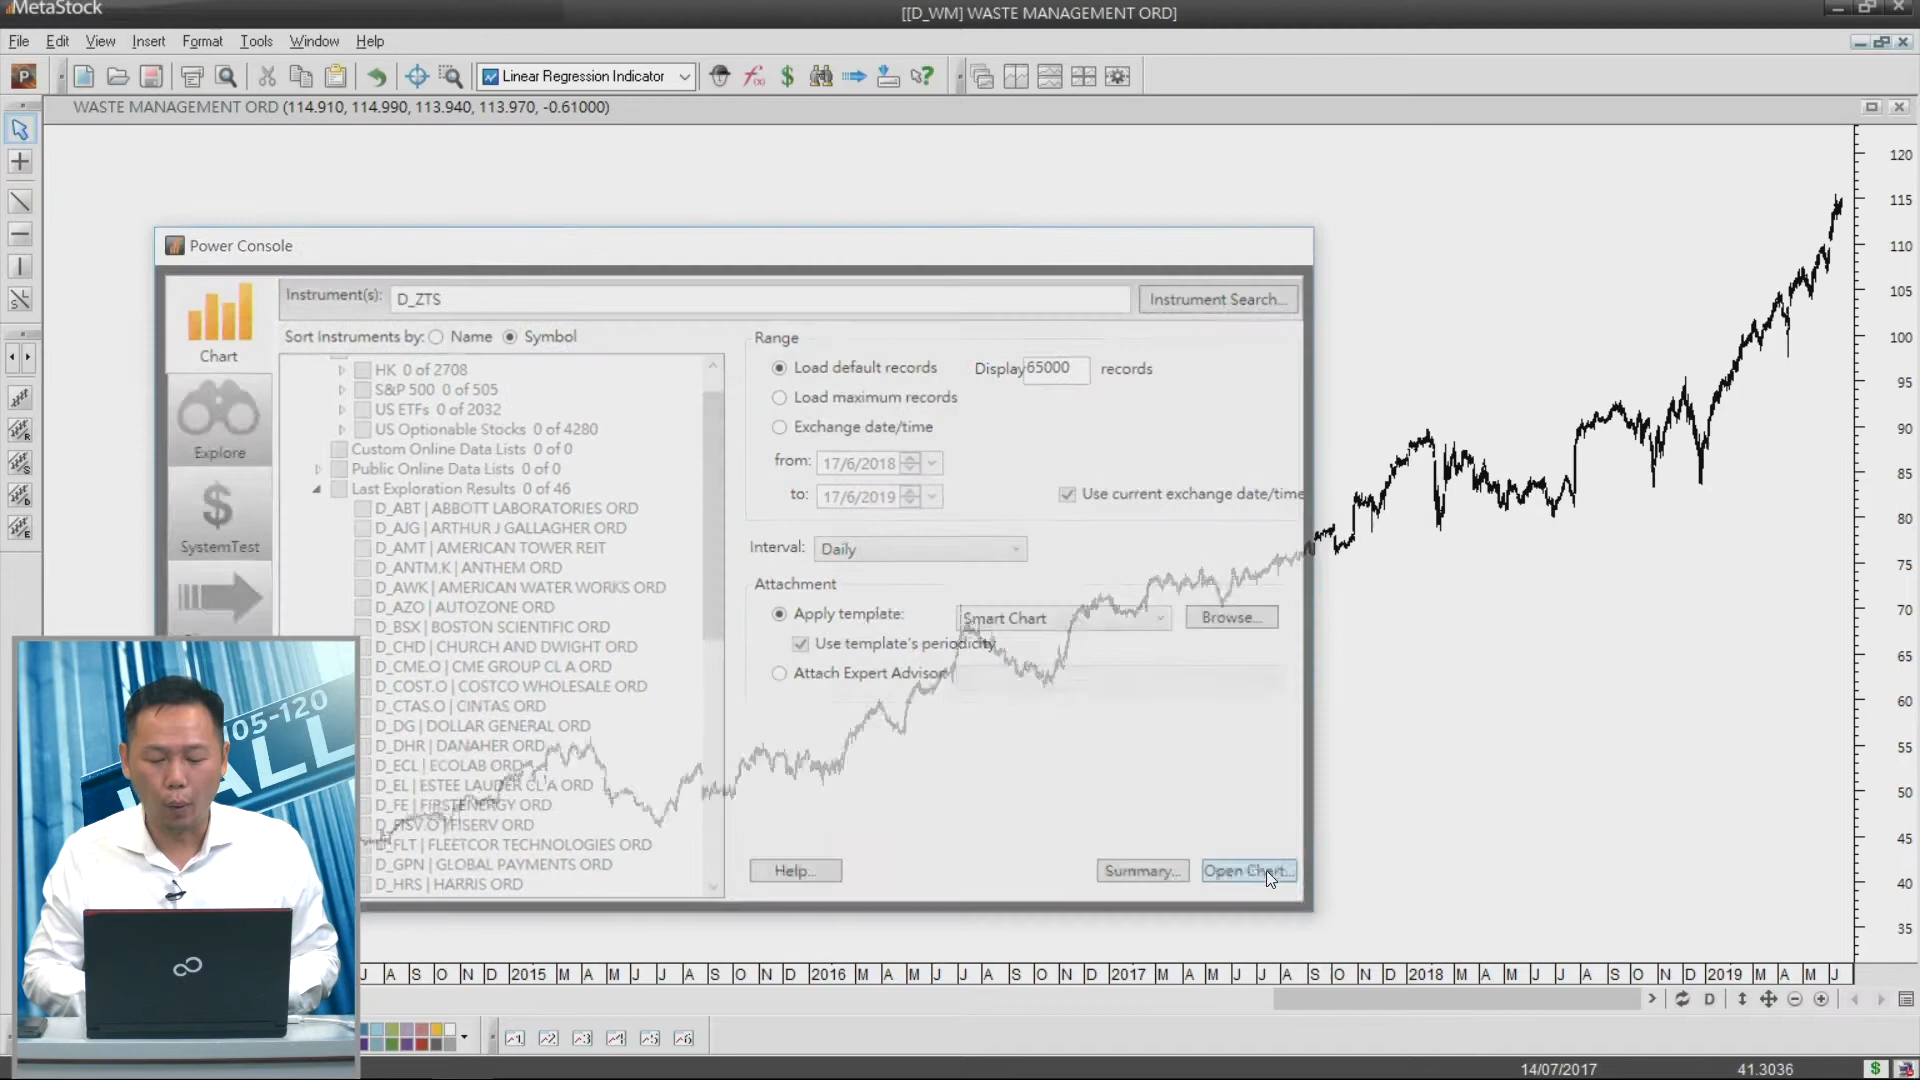 MetaStock
[[D_WM] WASTE MANAGEMENT ORD]
File Edit View Insert Format Tools Window Help
Linear Regression Indicator
WASTE MANAGEMENT ORD (114.910, 114.990, 113.940, 113.970, -0.61000)
Power Console
Instrument(s): D_ZTS Instrument Search...
Sort Instruments by: Name Symbol
Chart
Explore
SystemTest
HK 0 of 2708
S&P 500 0 of 505
US ETFs 0 of 2032
US Optionable Stocks 0 of 4280
Custom Online Data Lists 0 of 0
Public Online Data Lists 0 of 0
Last Exploration Results 0 of 46
D_ABT | ABBOTT LABORATORIES ORD
D_AJG | ARTHUR J GALLAGHER ORD
D_AMT | AMERICAN TOWER REIT
D_ANTM.K | ANTHEM ORD
D_AWK | AMERICAN WATER WORKS ORD
D_AZO | AUTOZONE ORD
D_BSX | BOSTON SCIENTIFIC ORD
D_CHD | CHURCH AND DWIGHT ORD
D_CME.O | CME GROUP CL A ORD
D_COST.O | COSTCO WHOLESALE ORD
D_CTAS.O | CINTAS ORD
D_DG | DOLLAR GENERAL ORD
D_DHR | DANAHER ORD
D_ECL | ECOLAB ORD
D_EL | ESTEE LAUDER CL A ORD
D_FE | FIRSTENERGY ORD
D_FISV.O | FISERV ORD
D_FLT | FLEETCOR TECHNOLOGIES ORD
D_GPN | GLOBAL PAYMENTS ORD
D_HRS | HARRIS ORD
Range
Load default records Display 65000 records
Load maximum records
Exchange date/time
from: 17/6/2018
to: 17/6/2019 Use current exchange date/time
Interval: Daily
Attachment
Apply template: Smart Chart Browse...
Use template's periodicity
Attach Expert Advisor
Help... Summary... Open Chart...
120
115
110
105
100
95
90
85
80
75
70
65
60
55
50
45
40
35
105-120
WALL
J A S O N D 2015 M A M J J A S O N D 2016 M A M J J A S O N D 2017 M A M J J A S O N D 2018 M A M J J A S O N D 2019 M A M J
D
1 2 3 4 5 6
14/07/2017 41.3036